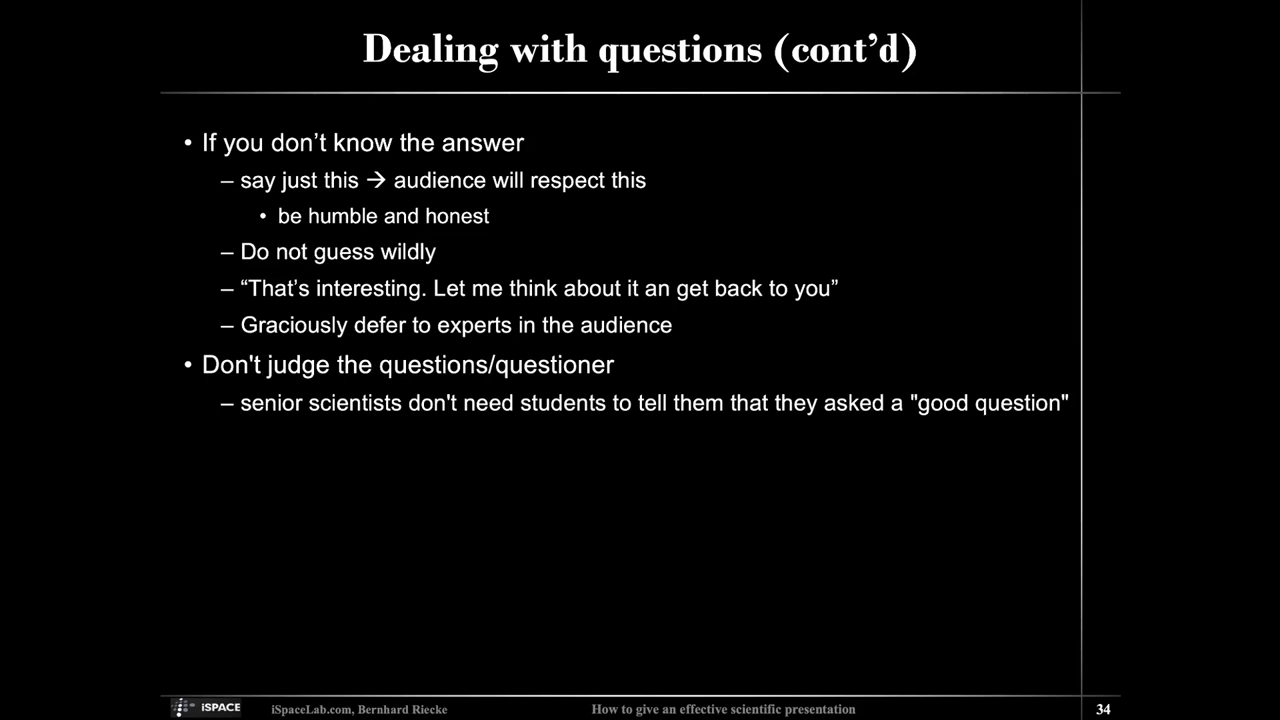 Dealing with questions (cont’d)
• If you don’t know the answer
– say just this → audience will respect this
• be humble and honest
– Do not guess wildly
– “That’s interesting. Let me think about it an get back to you”
– Graciously defer to experts in the audience
• Don't judge the questions/questioner
– senior scientists don't need students to tell them that they asked a "good question"
iSPACE iSpaceLab.com, Bernhard Riecke How to give an effective scientific presentation 34